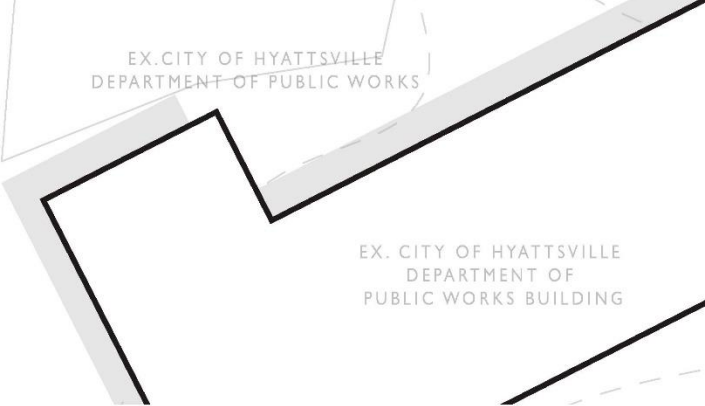 EX.CITY OF HYATTSVILLE
DEPARTMENT OF PUBLIC WORKS
EX. CITY OF HYATTSVILLE
DEPARTMENT OF
PUBLIC WORKS BUILDING